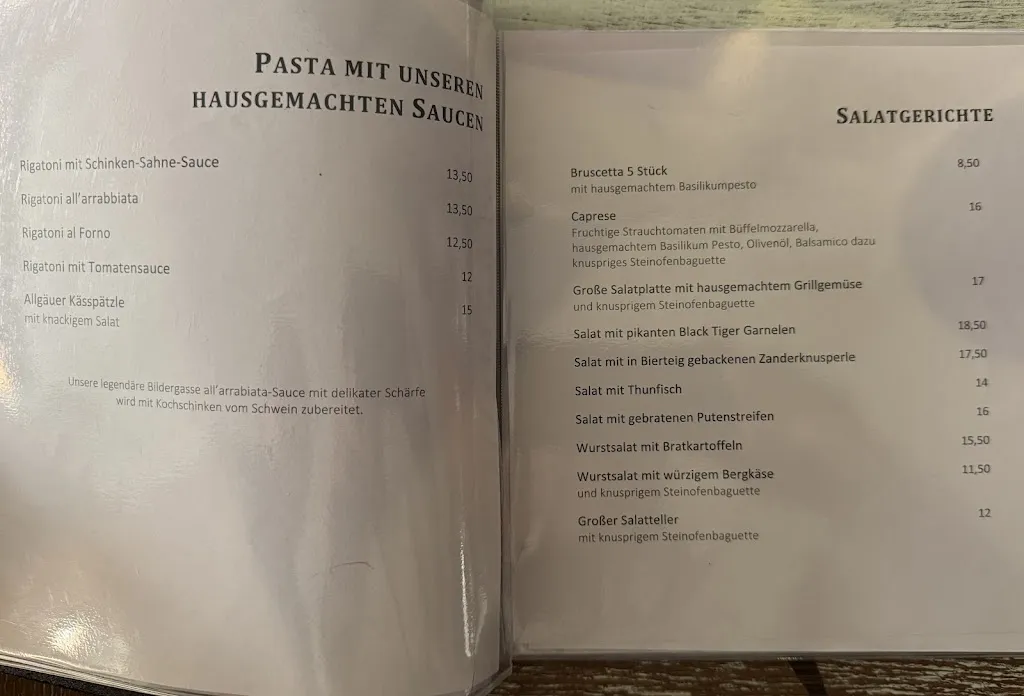 PASTA MIT UNSEREN
HAUSGEMACHTEN SAUCEN
Rigatoni mit Schinken-Sahne-Sauce 13,50
Rigatoni all'arrabbiata 13,50
Rigatoni al Forno 12,50
Rigatoni mit Tomatensauce 12
Allgäuer Kässpätzle 15
mit knackigem Salat
Unsere legendäre Bildergasse all'arrabiata-Sauce mit delikater Schärfe
wird mit Kochschinken vom Schwein zubereitet.
SALATGERICHTE
Bruscetta 5 Stück 8,50
mit hausgemachtem Basilikumpesto
Caprese 16
Fruchtige Strauchtomaten mit Büffelmozzarella,
hausgemachtem Basilikum Pesto, Olivenöl, Balsamico dazu
knuspriges Steinofenbaguette
Große Salatplatte mit hausgemachtem Grillgemüse 17
und knusprigem Steinofenbaguette
Salat mit pikanten Black Tiger Garnelen 18,50
Salat mit in Bierteig gebackenen Zanderknusperle 17,50
Salat mit Thunfisch 14
Salat mit gebratenen Putenstreifen 16
Wurstsalat mit Bratkartoffeln 15,50
Wurstsalat mit würzigem Bergkäse 11,50
und knusprigem Steinofenbaguette
Großer Salatteller 12
mit knusprigem Steinofenbaguette